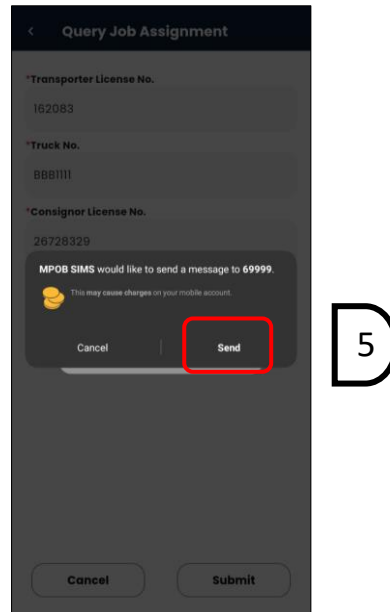 Query Job Assignment
*Transporter License No.
162083
*Truck No.
BBB1111
*Consignor License No.
26728329
MPOB SIMS would like to send a message to 69999.
This may cause charges on your mobile account.
Cancel
Send
5
Cancel
Submit